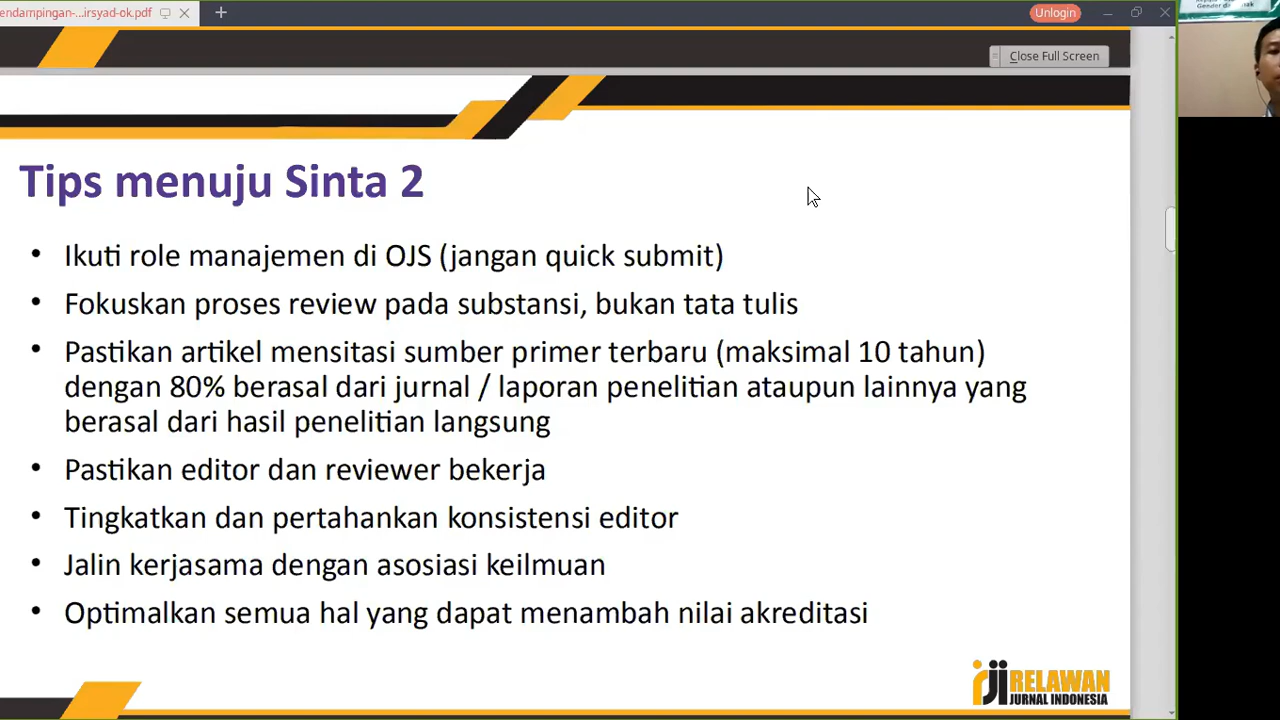 endampingan-...irsyad-ok.pdf
Unlogin
Gender da
Close Full Screen
Tips menuju Sinta 2
• Ikuti role manajemen di OJS (jangan quick submit)
• Fokuskan proses review pada substansi, bukan tata tulis
• Pastikan artikel mensitasi sumber primer terbaru (maksimal 10 tahun)
dengan 80% berasal dari jurnal / laporan penelitian ataupun lainnya yang
berasal dari hasil penelitian langsung
• Pastikan editor dan reviewer bekerja
• Tingkatkan dan pertahankan konsistensi editor
• Jalin kerjasama dengan asosiasi keilmuan
• Optimalkan semua hal yang dapat menambah nilai akreditasi
rji RELAWAN
JURNAL INDONESIA